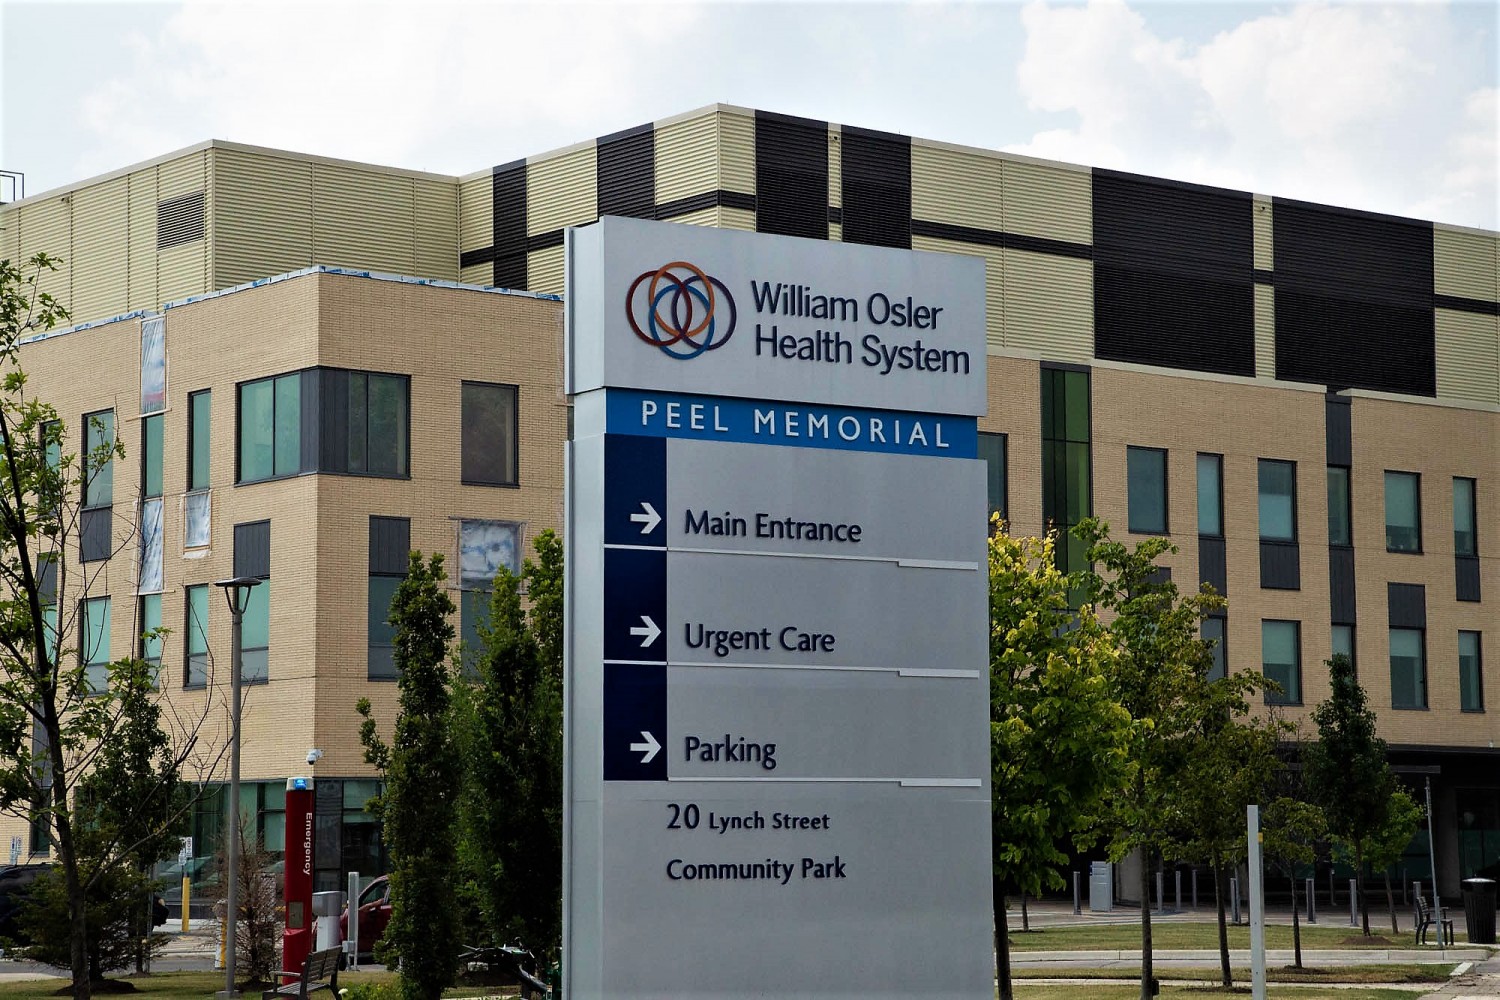 William Osler
Health System
PEEL MEMORIAL
Main Entrance
Urgent Care
Parking
20 Lynch Street
Community Park
Emergency